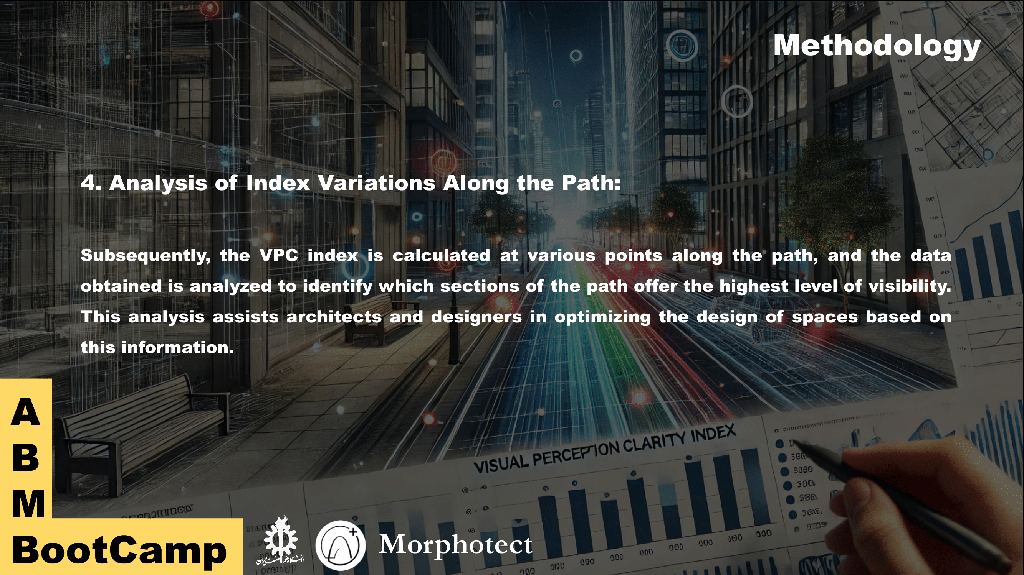 Methodology
4. Analysis of Index Variations Along the Path:
Subsequently, the VPC index is calculated at various points along the path, and the data
obtained is analyzed to identify which sections of the path offer the highest level of visibility.
This analysis assists architects and designers in optimizing the design of spaces based on
this information.
VISUAL PERCEPTION CLARITY INDEX
A
B
M
BootCamp
Morphotect